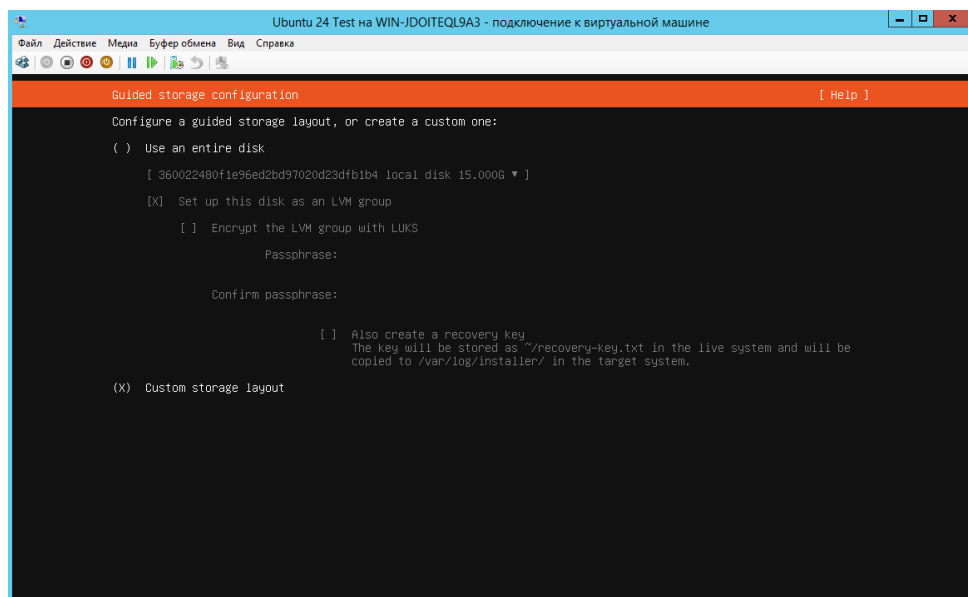 Ubuntu 24 Test на WIN-JDOITEQL9A3 - подключение к виртуальной машине
Файл Действие Медиа Буфер обмена Вид Справка
Guided storage configuration [ Help ]
Configure a guided storage layout, or create a custom one:
( ) Use an entire disk
[ 360022480f1e96ed2bd97020d23dfb1b4 local disk 15.000G ▾ ]
[X] Set up this disk as an LVM group
[ ] Encrypt the LVM group with LUKS
Passphrase:
Confirm passphrase:
[ ] Also create a recovery key
The key will be stored as ~/recovery-key.txt in the live system and will be
copied to /var/log/installer/ in the target system.
(X) Custom storage layout